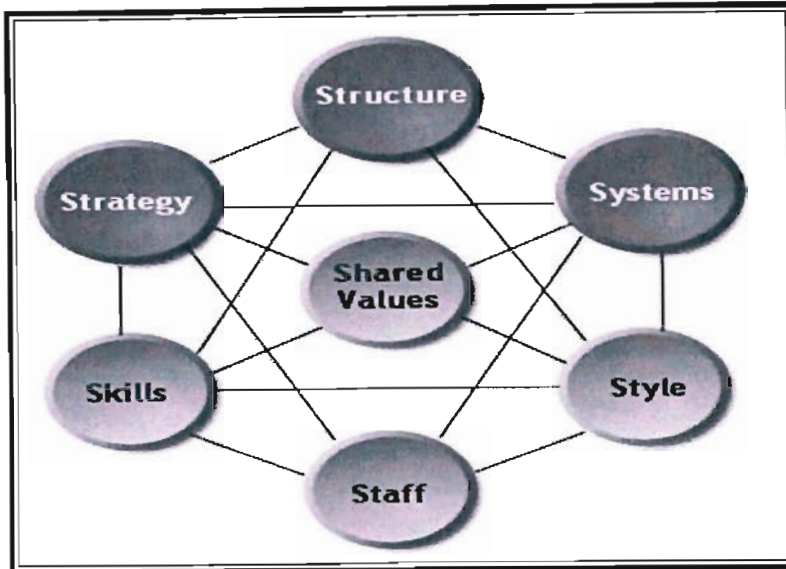 Structure
Strategy
Systems
Shared
Values
Skills
Style
Staff